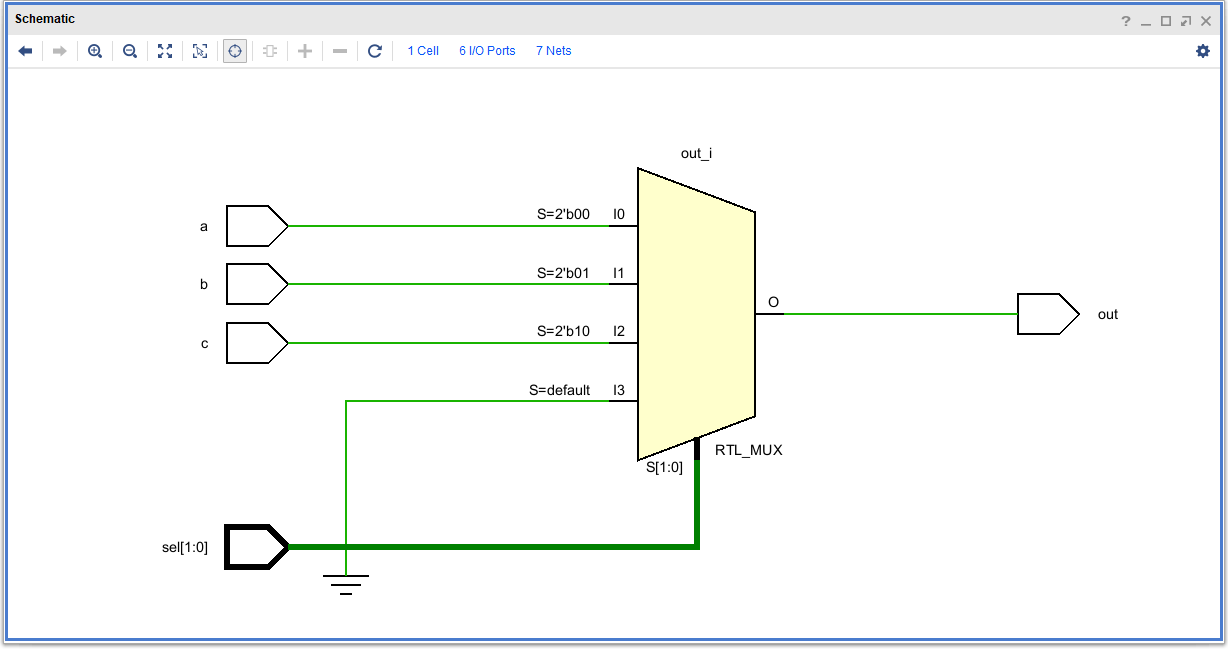 Schematic
1 Cell 6 I/O Ports 7 Nets
out_i
a S=2'b00 I0
b S=2'b01 I1
O
out
c S=2'b10 I2
S=default I3
RTL_MUX
S[1:0]
sel[1:0]